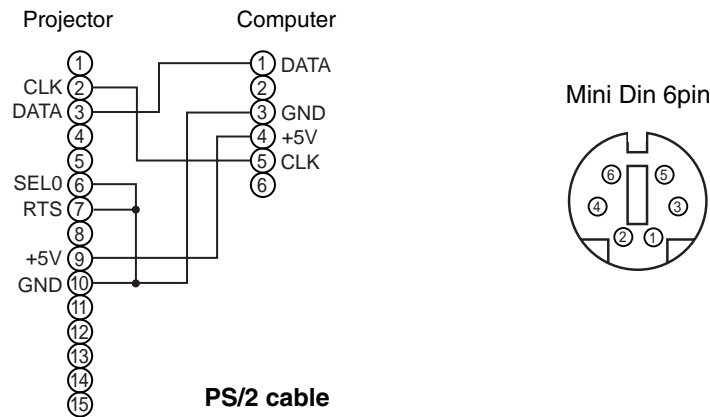 Projector
1
CLK 2
DATA 3
4
5
SEL0 6
RTS 7
8
+5V 9
GND 10
11
12
13
14
15
Computer
1 DATA
2
3 GND
4 +5V
5 CLK
6
PS/2 cable
Mini Din 6pin
6 5
4 3
2 1